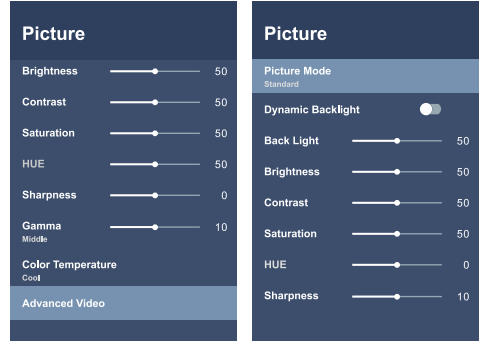 Picture
Brightness 50
Contrast 50
Saturation 50
HUE 50
Sharpness 0
Gamma 10
Middle
Color Temperature
Cool
Advanced Video
Picture
Picture Mode
Standard
Dynamic Backlight
Back Light 50
Brightness 50
Contrast 50
Saturation 50
HUE 0
Sharpness 10